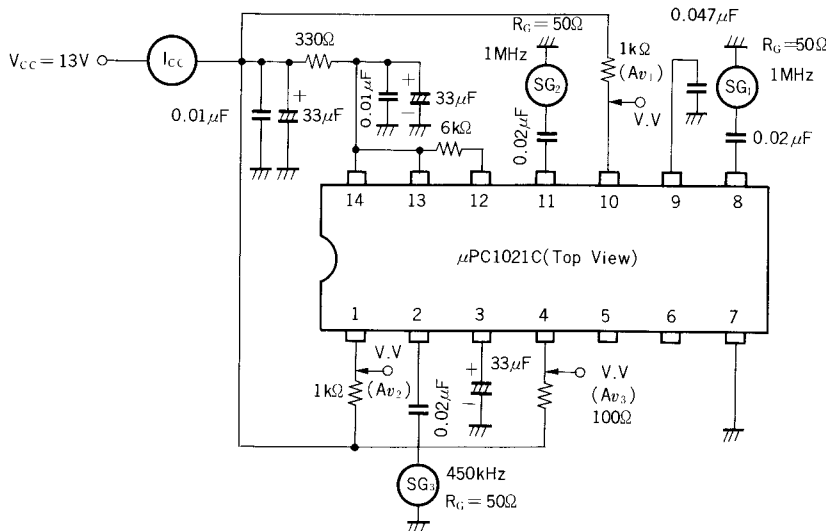 0.047μF
R_G=50Ω
R_G=50Ω
1MHz
1kΩ
(Av₁)
V.V
1MHz
SG₂
SG₁
0.02μF
0.02μF
V_CC=13V
I_CC
330Ω
0.01μF
+
33μF
0.01μF
+
−
33μF
6kΩ
14 13 12 11 10 9 8
μPC1021C(Top View)
1 2 3 4 5 6 7
V.V
1kΩ
(Av₂)
0.02μF
+
−
33μF
V.V
(Av₃)
100Ω
SG₃
450kHz
R_G=50Ω